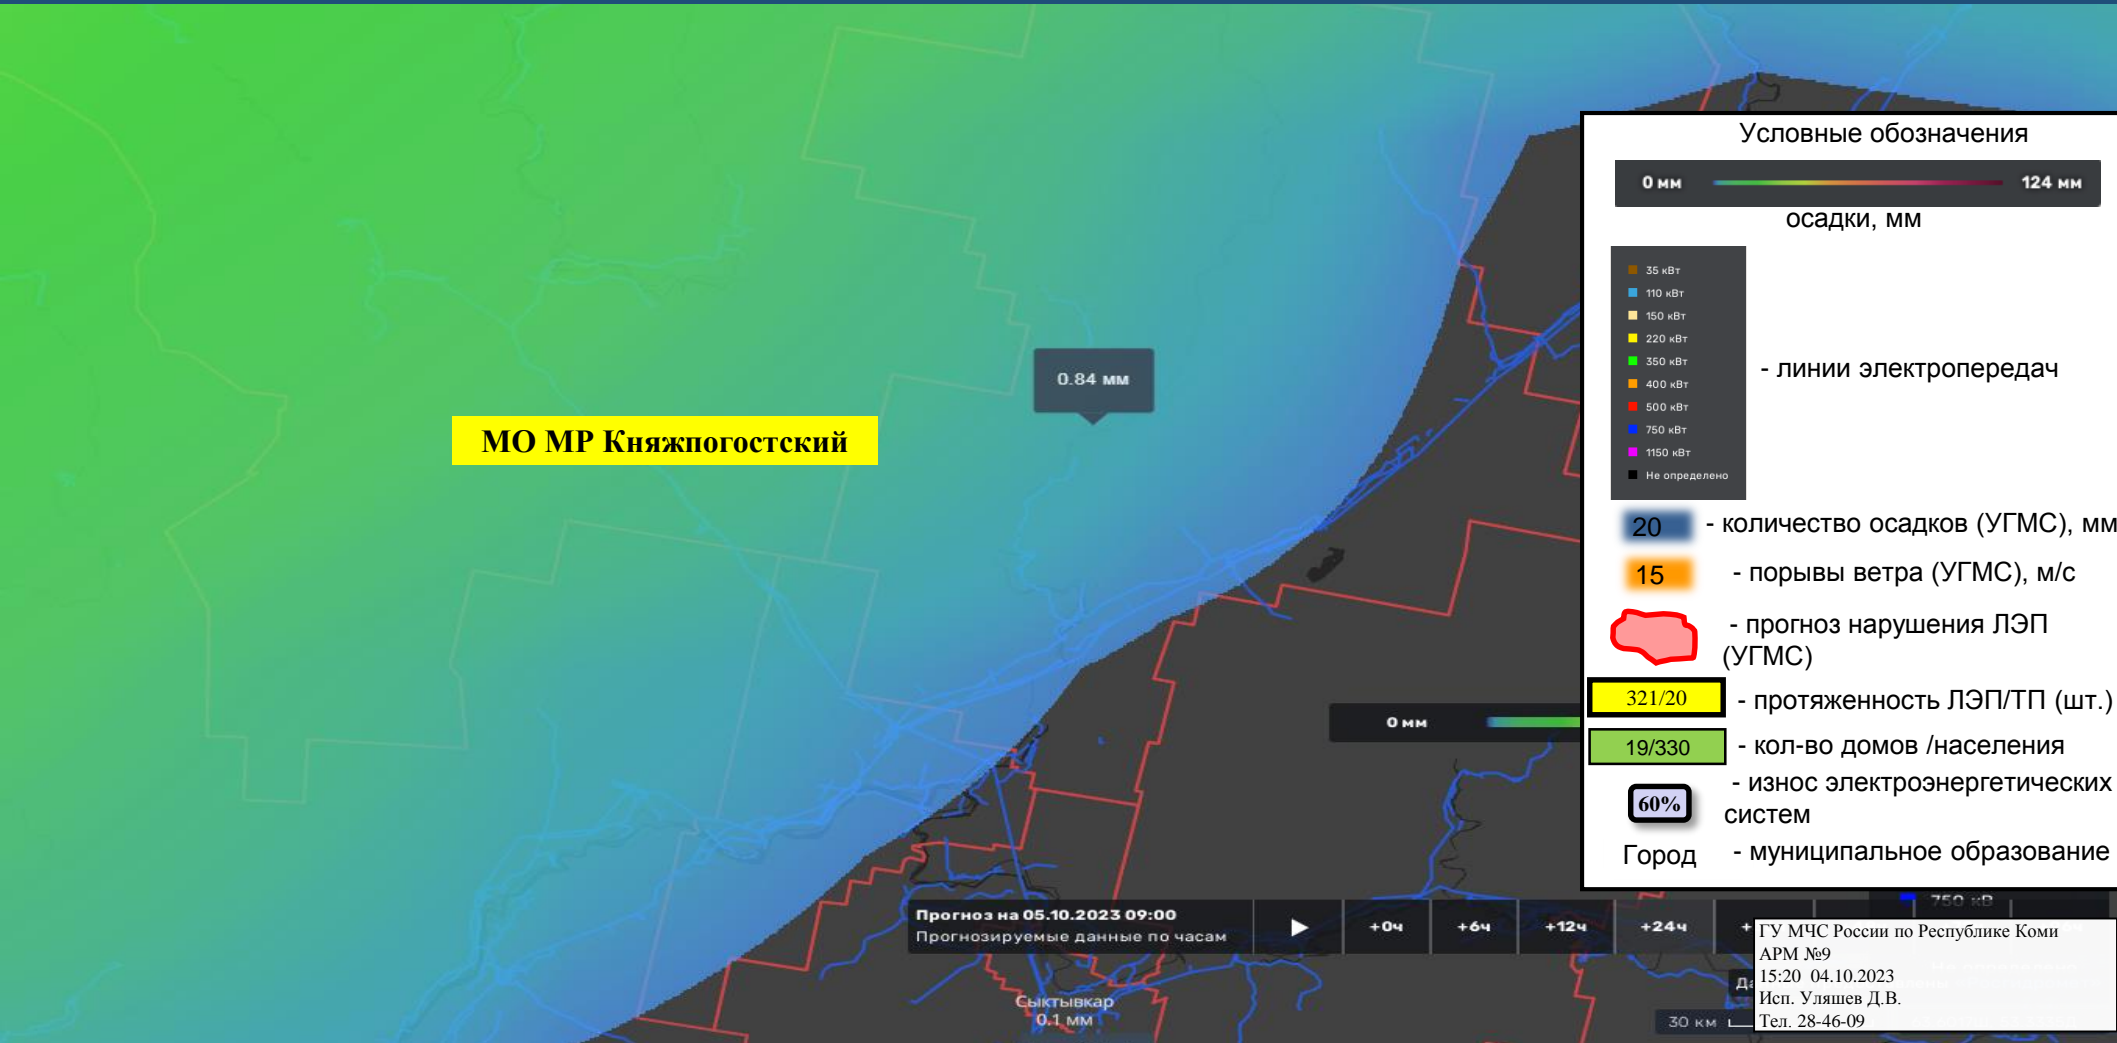 Условные обозначения
0 мм 124 мм
осадки, мм
35 кВт
110 кВт
150 кВт
220 кВт
350 кВт
400 кВт
500 кВт
750 кВт
1150 кВт
Не определено
- линии электропередач
20 - количество осадков (УГМС), мм
15 - порывы ветра (УГМС), м/с
- прогноз нарушения ЛЭП
(УГМС)
321/20 - протяженность ЛЭП/ТП (шт.)
19/330 - кол-во домов /населения
60% - износ электроэнергетических
систем
Город - муниципальное образование
0.84 мм
МО МР Княжпогостский
0 мм
750 кВ
Прогноз на 05.10.2023 09:00
Прогнозируемые данные по часам
+0ч +6ч +12ч +24ч +
Сыктывкар
0.1 мм
30 км
ГУ МЧС России по Республике Коми
АРМ №9
15:20 04.10.2023
Исп. Уляшев Д.В.
Тел. 28-46-09